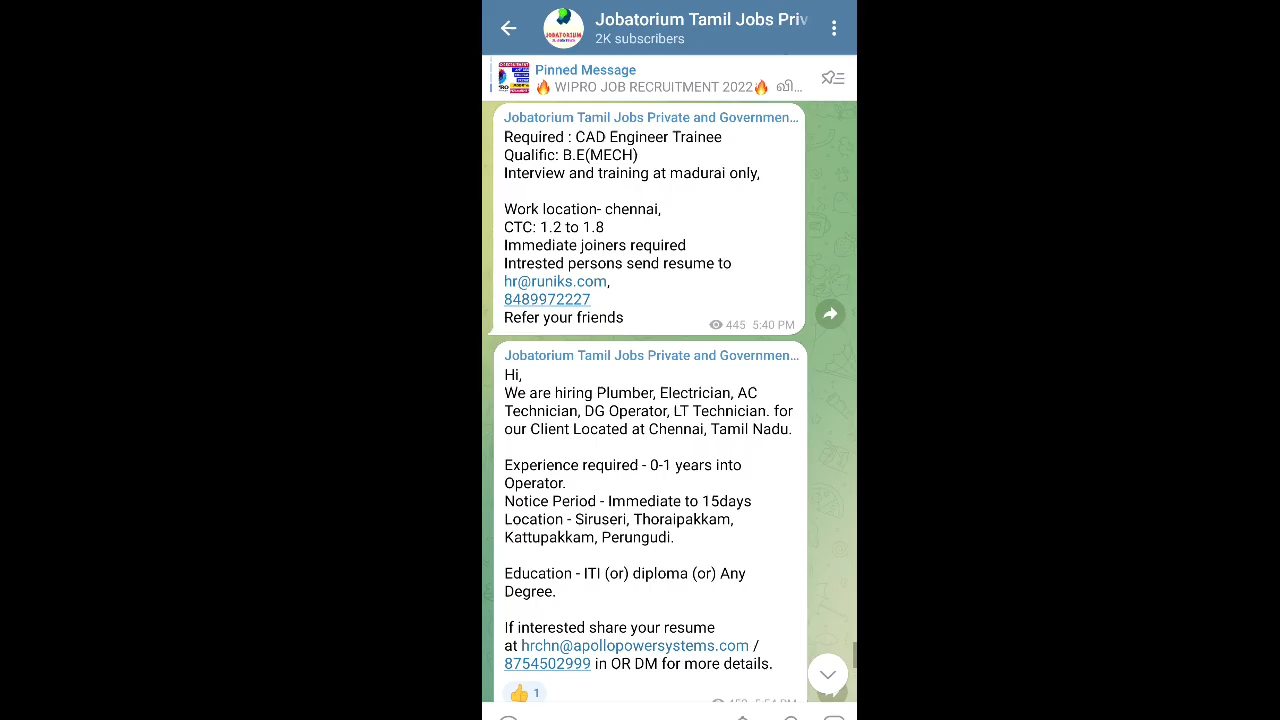 Jobatorium Tamil Jobs Priv
2K subscribers
JOBATORIUM
Pinned Message
🔥 WIPRO JOB RECRUITMENT 2022🔥 வி...
Jobatorium Tamil Jobs Private and Governmen...
Required : CAD Engineer Trainee
Qualific: B.E(MECH)
Interview and training at madurai only,
Work location- chennai,
CTC: 1.2 to 1.8
Immediate joiners required
Intrested persons send resume to
hr@runiks.com,
8489972227
Refer your friends
445 5:40 PM
Jobatorium Tamil Jobs Private and Governmen...
Hi,
We are hiring Plumber, Electrician, AC
Technician, DG Operator, LT Technician. for
our Client Located at Chennai, Tamil Nadu.
Experience required - 0-1 years into
Operator.
Notice Period - Immediate to 15days
Location - Siruseri, Thoraipakkam,
Kattupakkam, Perungudi.
Education - ITI (or) diploma (or) Any
Degree.
If interested share your resume
at hrchn@apollopowersystems.com /
8754502999 in OR DM for more details.
👍 1